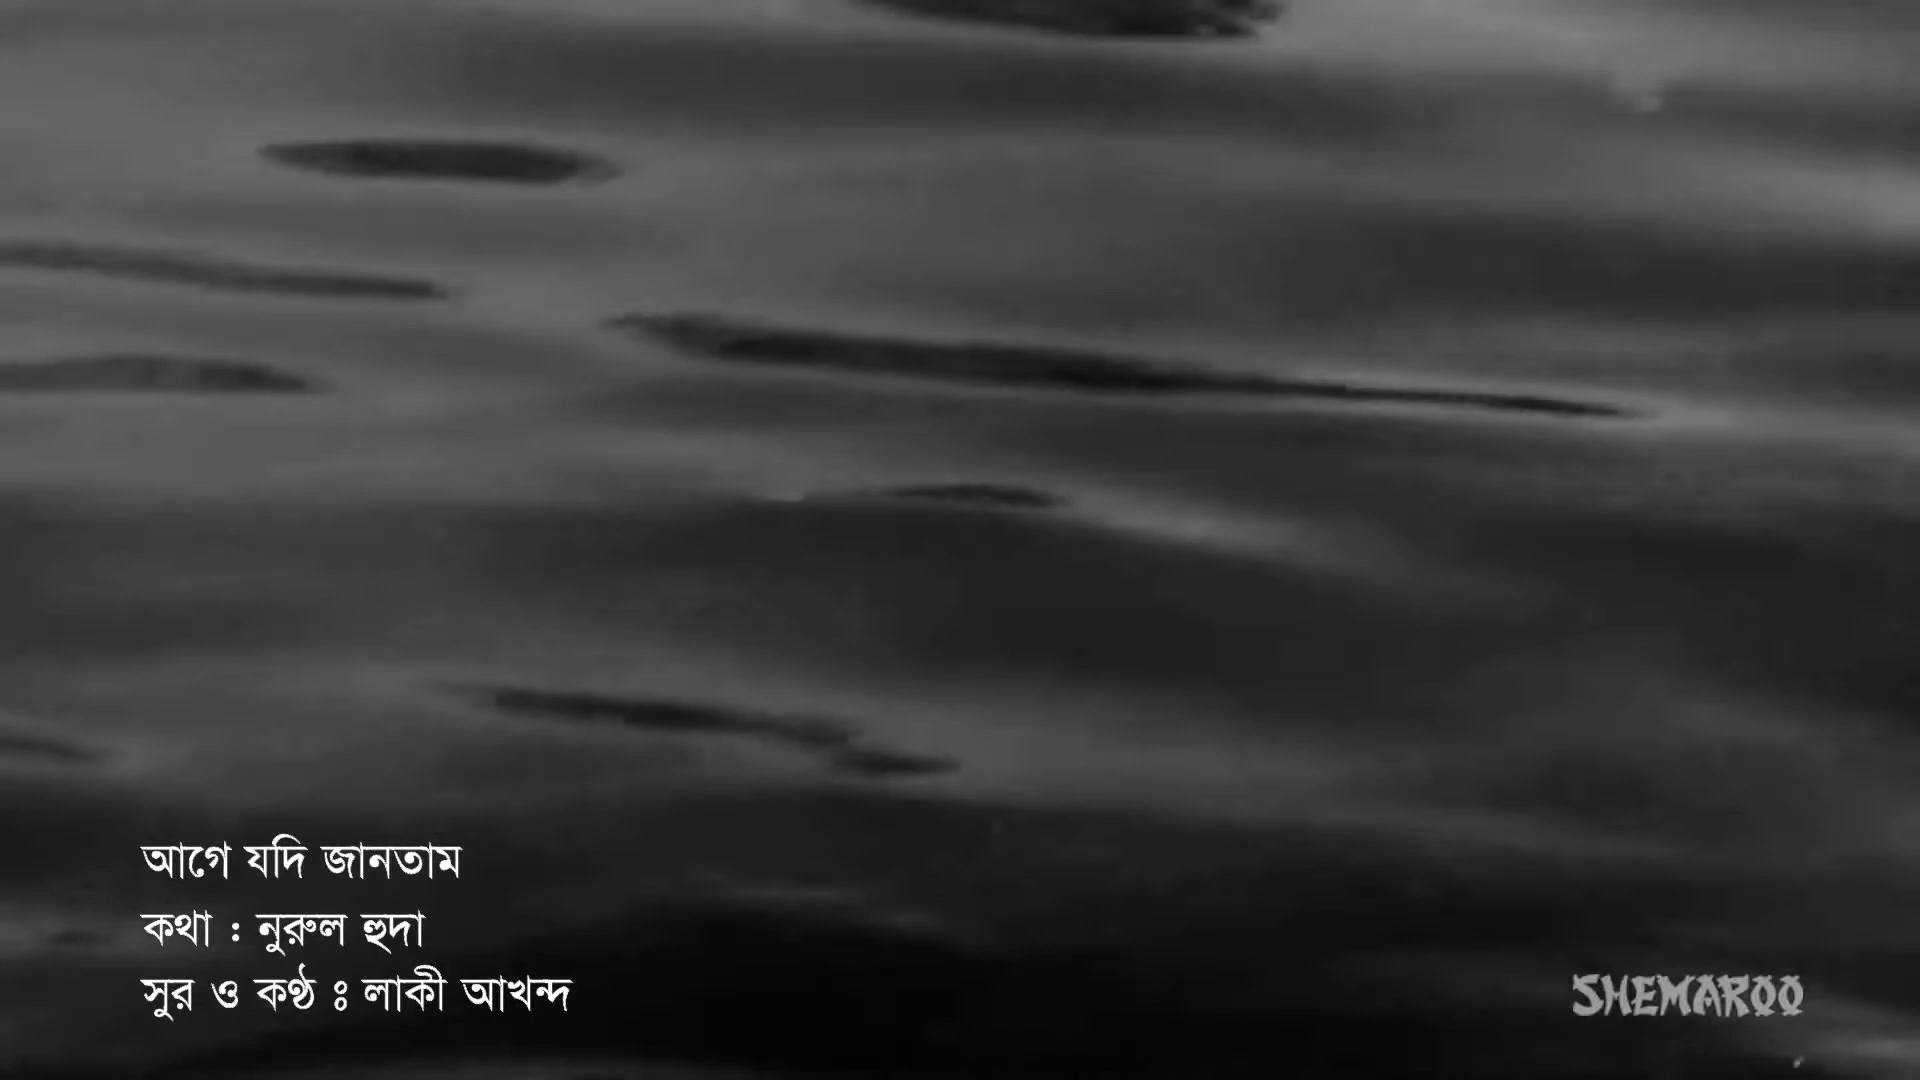 আগে যদি জানতাম
কথা : নুরুল হুদা
সুর ও কণ্ঠ ঃ লাকী আখন্দ
SHEMAROO